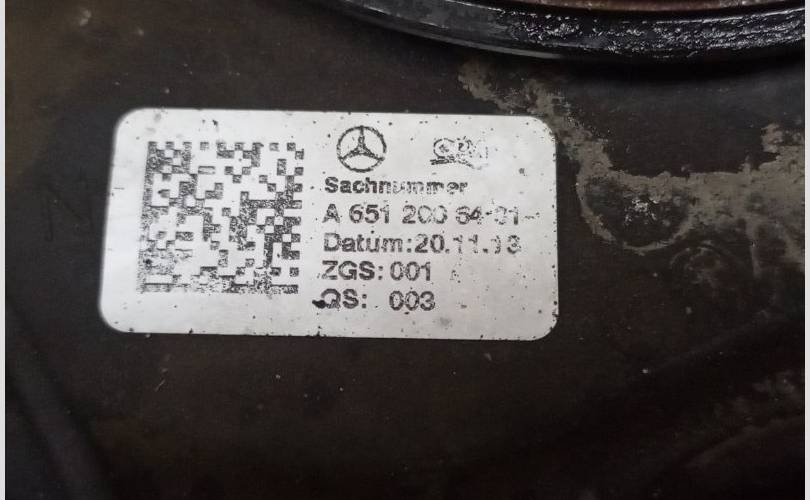 Sachnummer
A 651 200 64 01
Datum:20.11.13
ZGS: 001
QS: 003